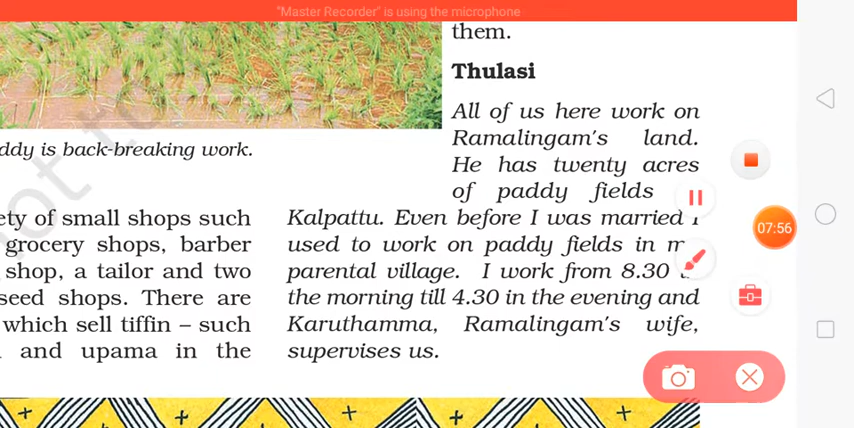 "Master Recorder" is using the microphone
them.
Thulasi
All of us here work on
Ramalingam's land.
He has twenty acres
of paddy fields
Kalpattu. Even before I was married I
used to work on paddy fields in
parental village. I work from 8.30
the morning till 4.30 in the evening and
Karuthamma, Ramalingam's wife,
supervises us.
is back-breaking work.
of small shops such
grocery shops, barber
shop, a tailor and two
seed shops. There are
which sell tiffin – such
and upama in the
not
07:56